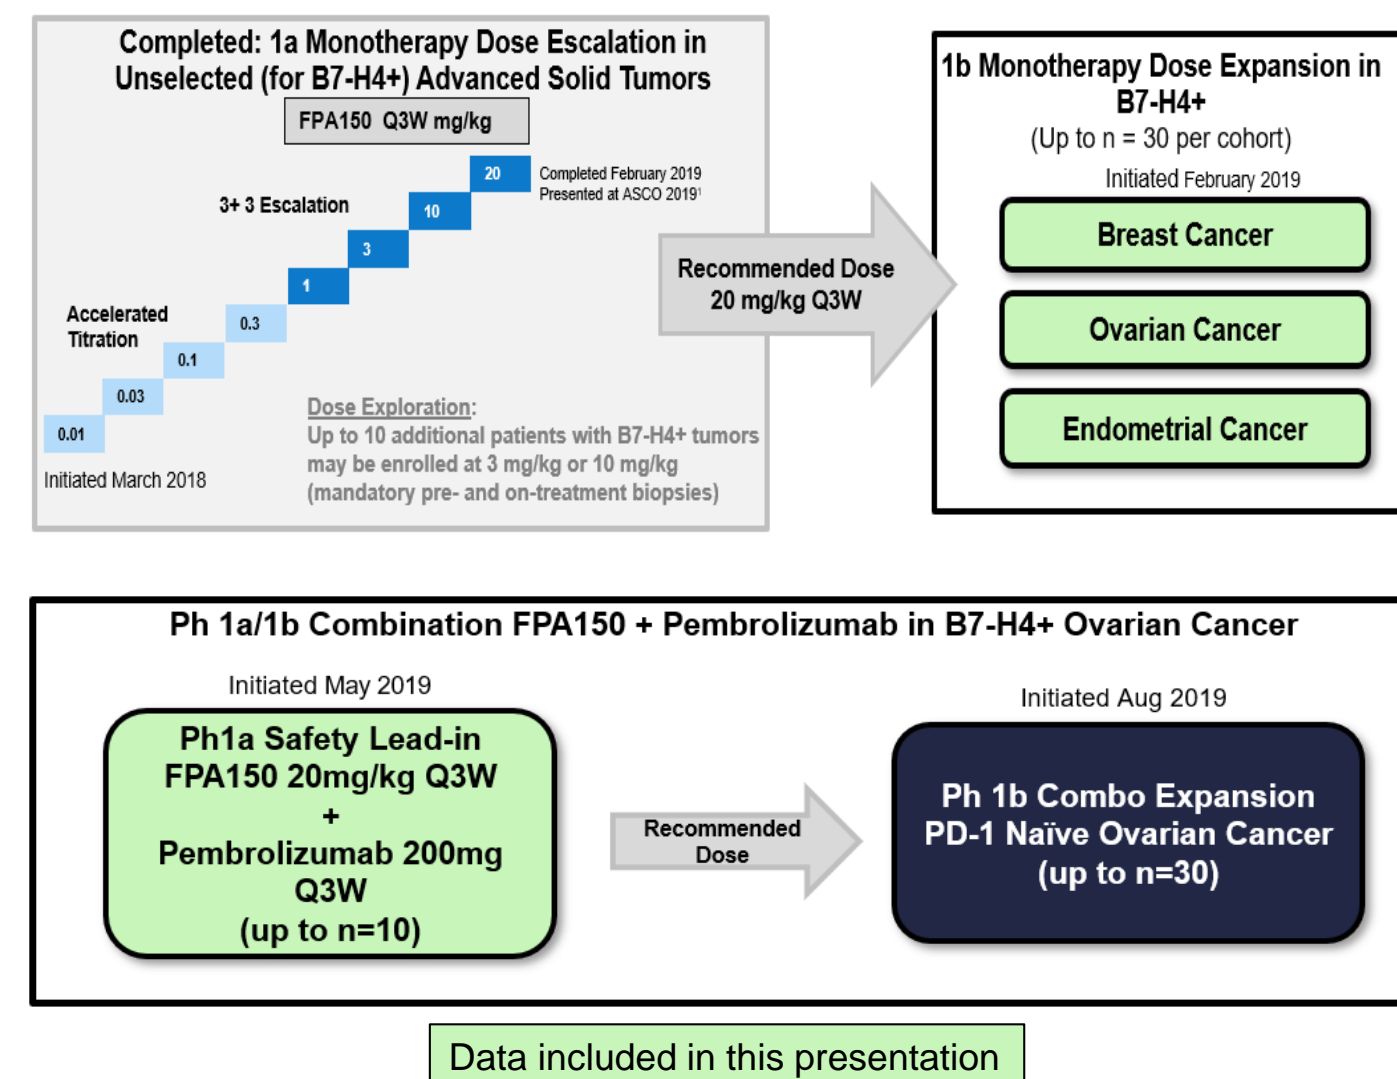 Completed: 1a Monotherapy Dose Escalation in
Unselected (for B7-H4+) Advanced Solid Tumors
FPA150  Q3W mg/kg
20
Completed February 2019
Presented at ASCO 2019¹
3+ 3 Escalation
10
3
1
Accelerated
Titration
0.3
0.1
0.03
0.01
Initiated March 2018
Dose Exploration:
Up to 10 additional patients with B7-H4+ tumors
may be enrolled at 3 mg/kg or 10 mg/kg
(mandatory pre- and on-treatment biopsies)
Recommended Dose
20 mg/kg Q3W
1b Monotherapy Dose Expansion in
B7-H4+
(Up to n = 30 per cohort)
Initiated February 2019
Breast Cancer
Ovarian Cancer
Endometrial Cancer
Ph 1a/1b Combination FPA150 + Pembrolizumab in B7-H4+ Ovarian Cancer
Initiated May 2019
Ph1a Safety Lead-in
FPA150 20mg/kg Q3W
+
Pembrolizumab 200mg
Q3W
(up to n=10)
Recommended
Dose
Initiated Aug 2019
Ph 1b Combo Expansion
PD-1 Naïve Ovarian Cancer
(up to n=30)
Data included in this presentation